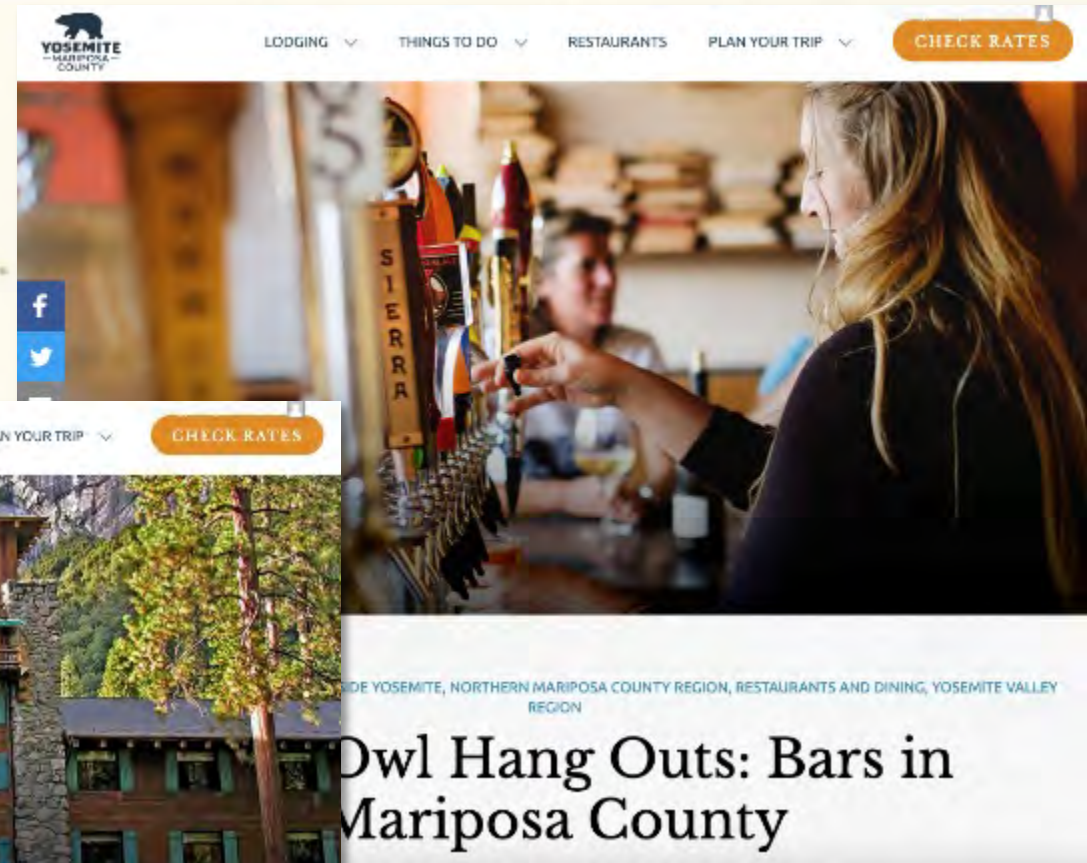 YOSEMITE
MARIPOSA
COUNTY
LODGING
THINGS TO DO
RESTAURANTS
PLAN YOUR TRIP
CHECK RATES
S
SIERRA
N YOUR TRIP
CHECK RATES
IDE YOSEMITE, NORTHERN MARIPOSA COUNTY REGION, RESTAURANTS AND DINING, YOSEMITE VALLEY
REGION
Owl Hang Outs: Bars in
Mariposa County